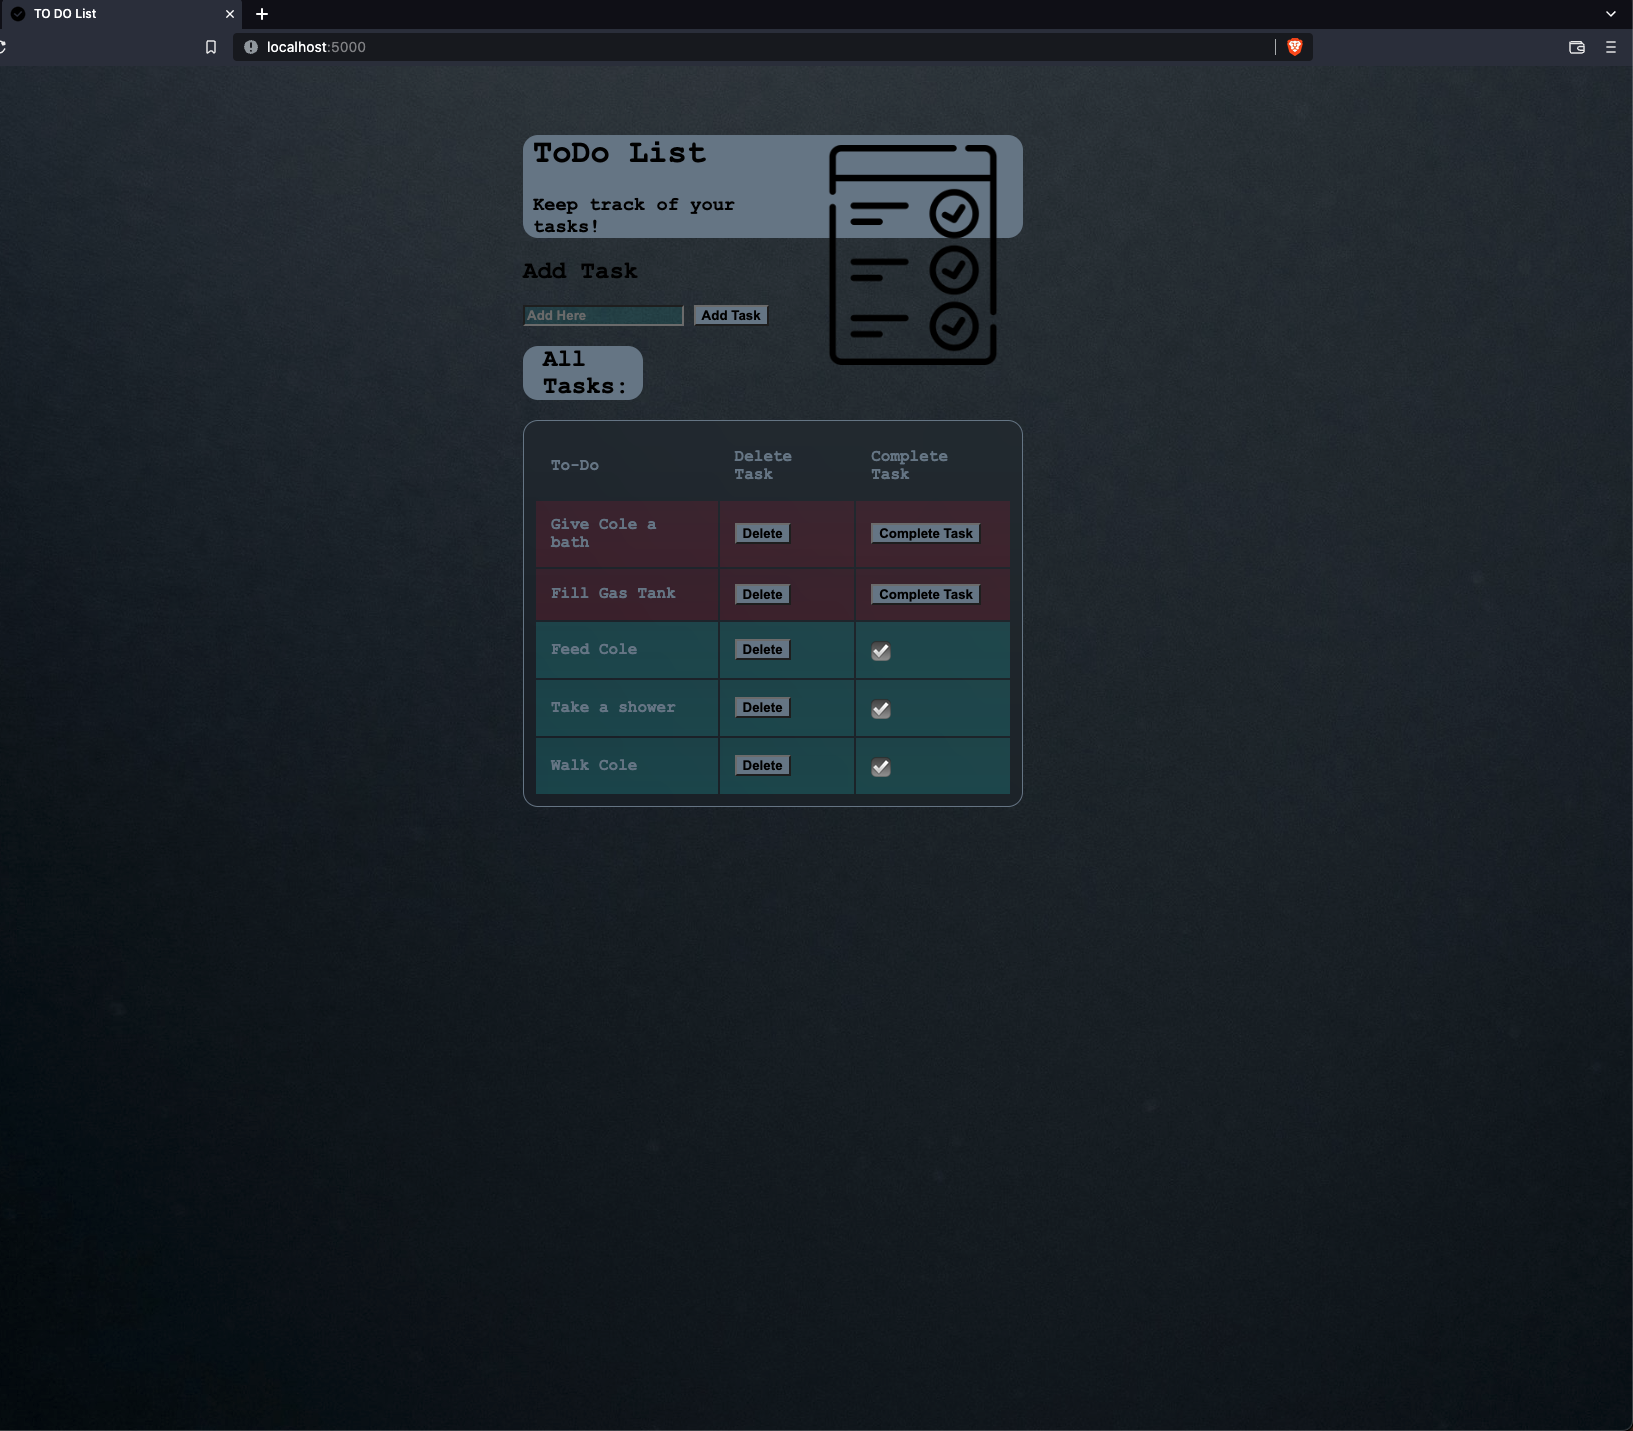 TO DO List
localhost:5000
ToDo List
Keep track of your
tasks!
Add Task
Add Here
Add Task
All
Tasks:
To-Do
Delete
Task
Complete
Task
Give Cole a
bath
Delete
Complete Task
Fill Gas Tank
Delete
Complete Task
Feed Cole
Delete
Take a shower
Delete
Walk Cole
Delete